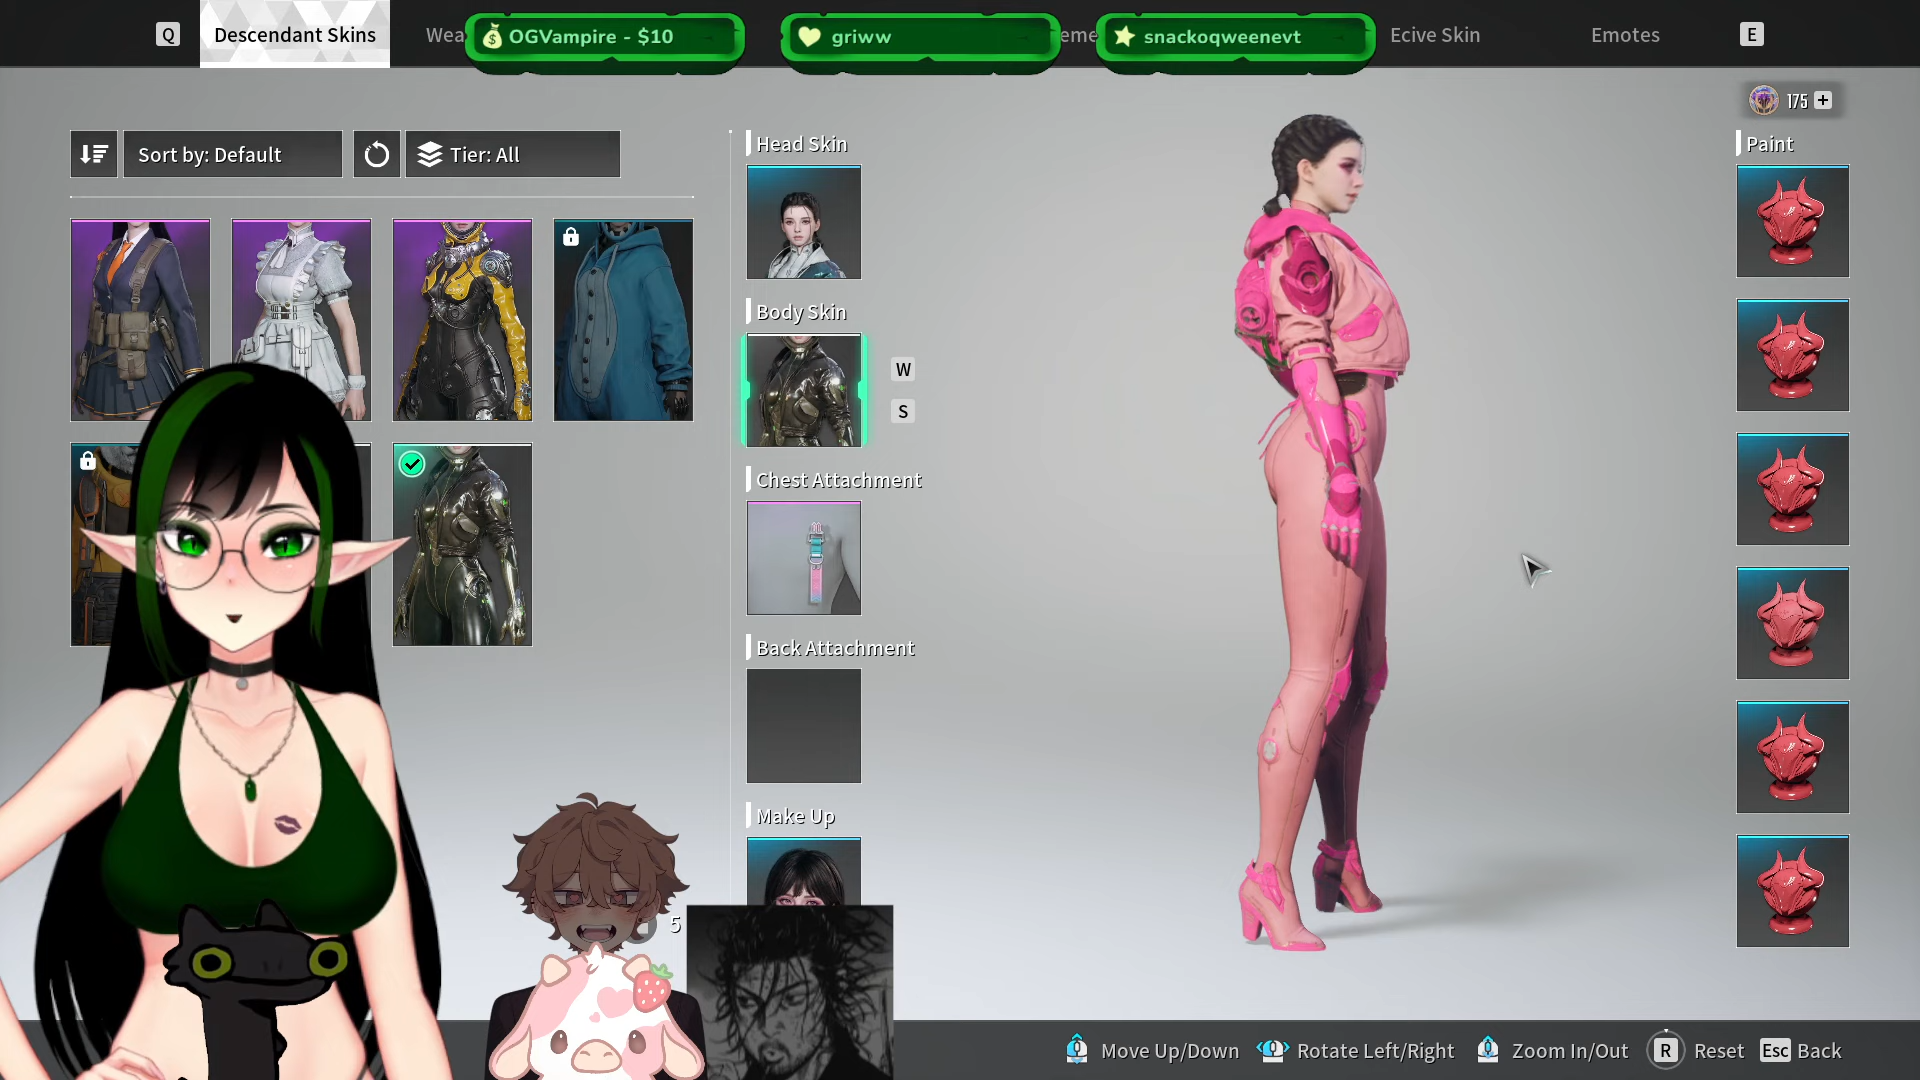 Q
Descendant Skins
Wea
OGVampire - $10
griww
eme
snackoqweenevt
Ecive Skin
Emotes
E
175
Sort by: Default
Tier: All
Head Skin
Body Skin
W
S
Chest Attachment
Back Attachment
Make Up
5
Paint
Move Up/Down
Rotate Left/Right
Zoom In/Out
R Reset
Esc Back